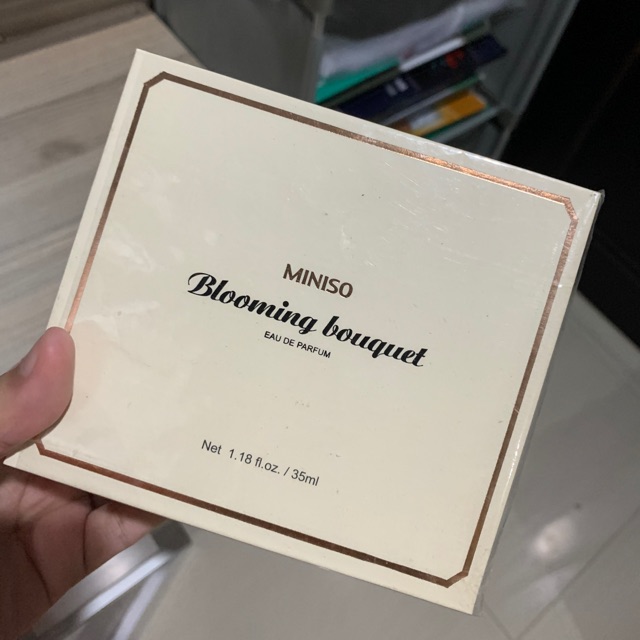 MINISO
Blooming bouquet
EAU DE PARFUM
Net 1.18 fl.oz. / 35ml